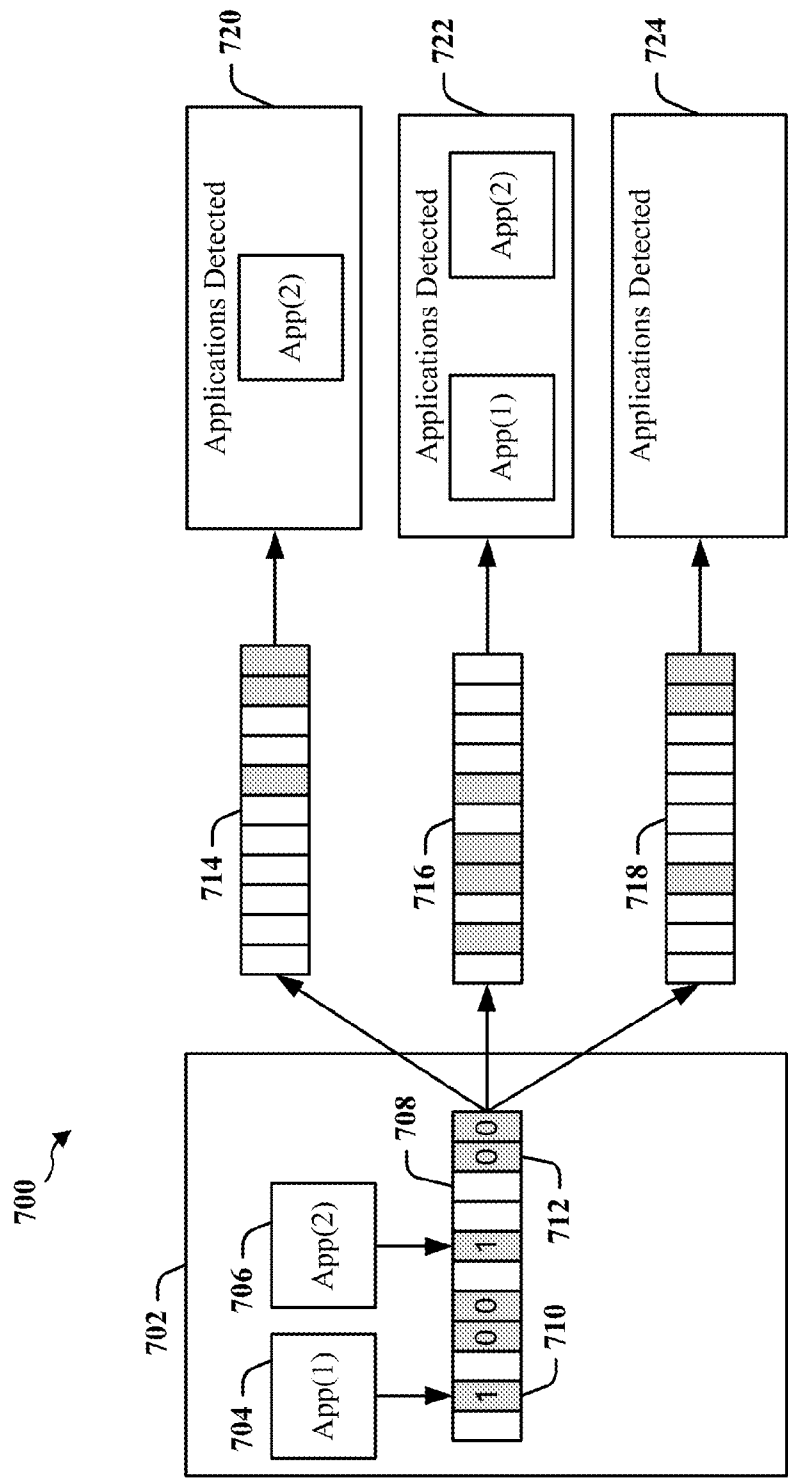 700
702
704
706
App(1)
App(2)
708
1 0 0 1 0 0
710
712
714
Applications Detected
App(2)
720
716
Applications Detected
App(1)
App(2)
722
718
Applications Detected
724